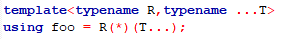 template<typename R,typename ...T>
using foo = R(*)(T...);